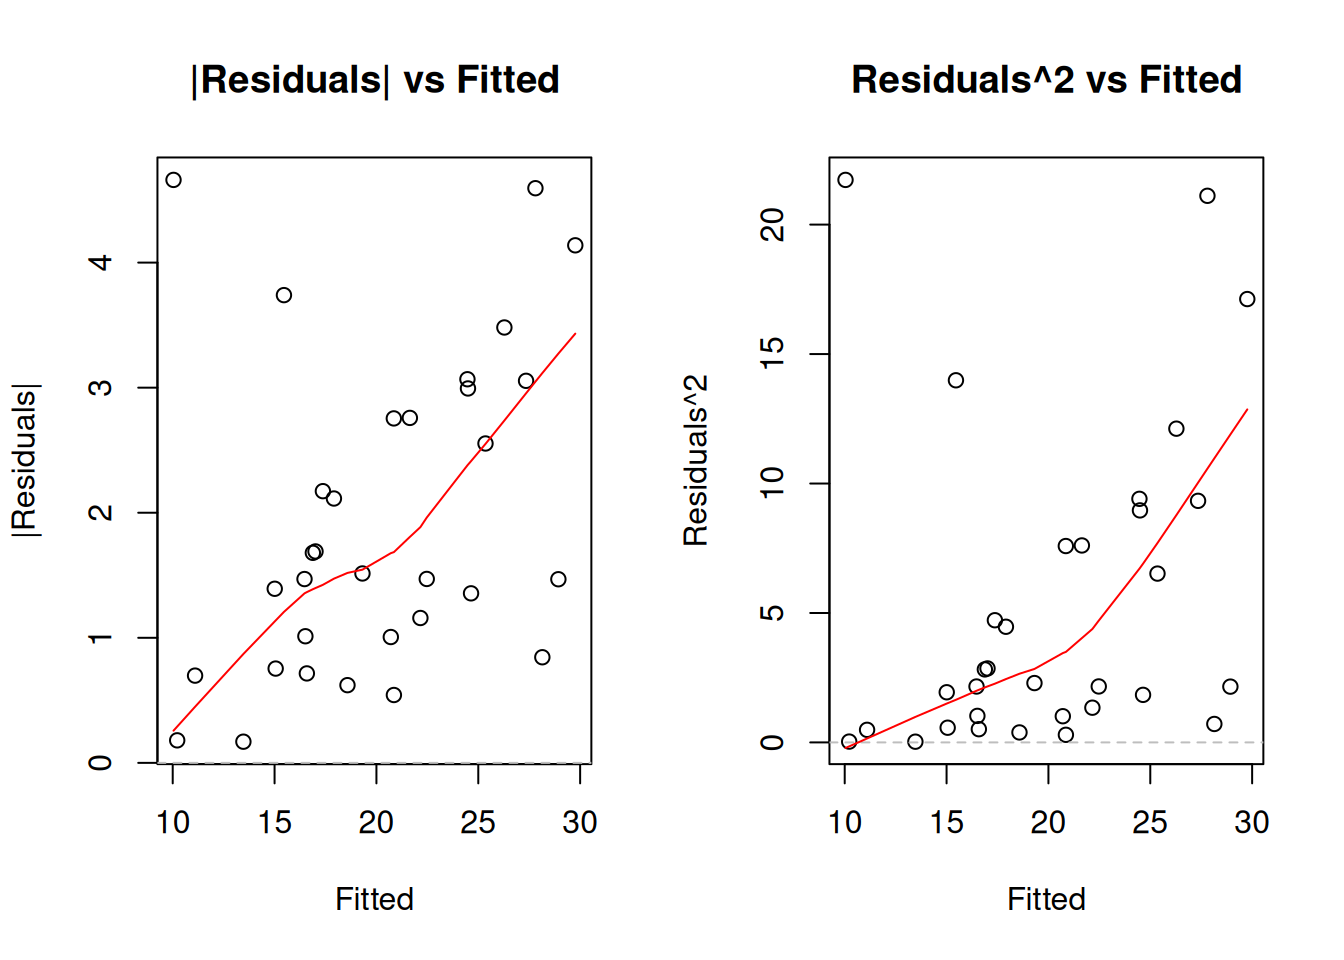 |Residuals| vs Fitted
|Residuals|
4
3
2
1
0
10 15 20 25 30
Fitted
Residuals^2 vs Fitted
Residuals^2
20
15
10
5
0
10 15 20 25 30
Fitted